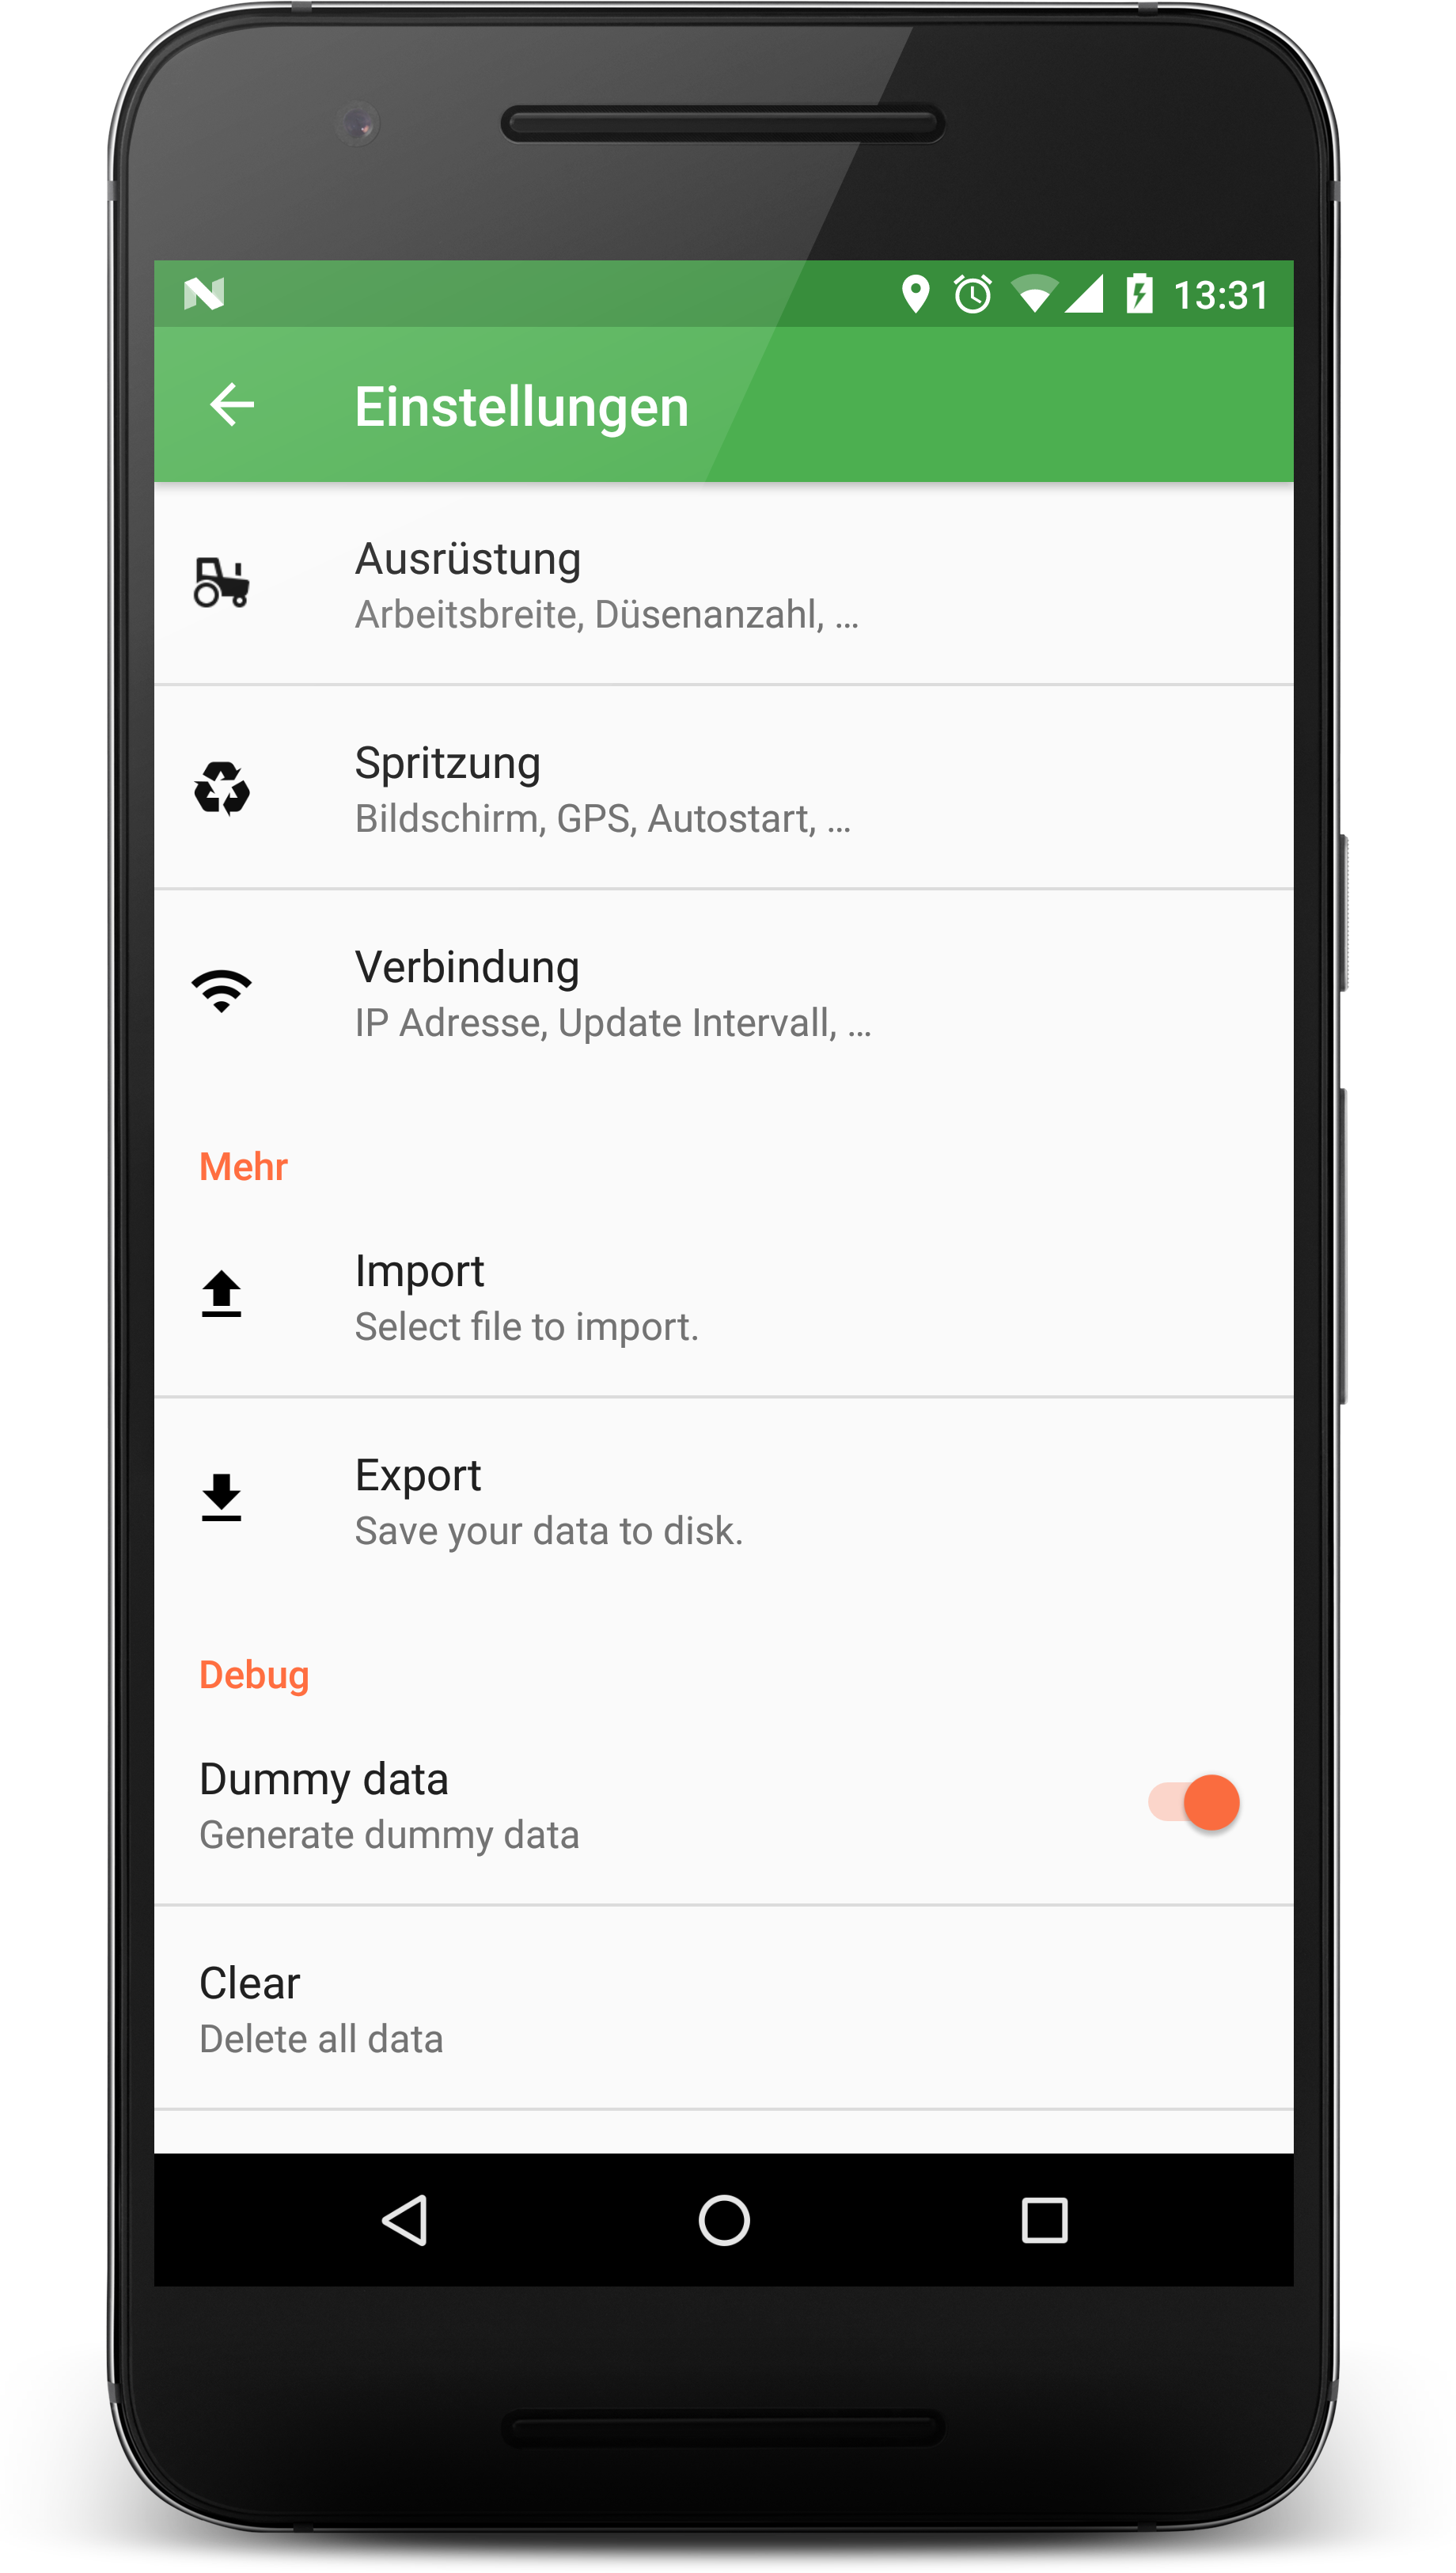 13:31
Einstellungen
Ausrüstung
Arbeitsbreite, Düsenanzahl, ...
Spritzung
Bildschirm, GPS, Autostart, ...
Verbindung
IP Adresse, Update Intervall, ...
Mehr
Import
Select file to import.
Export
Save your data to disk.
Debug
Dummy data
Generate dummy data
Clear
Delete all data